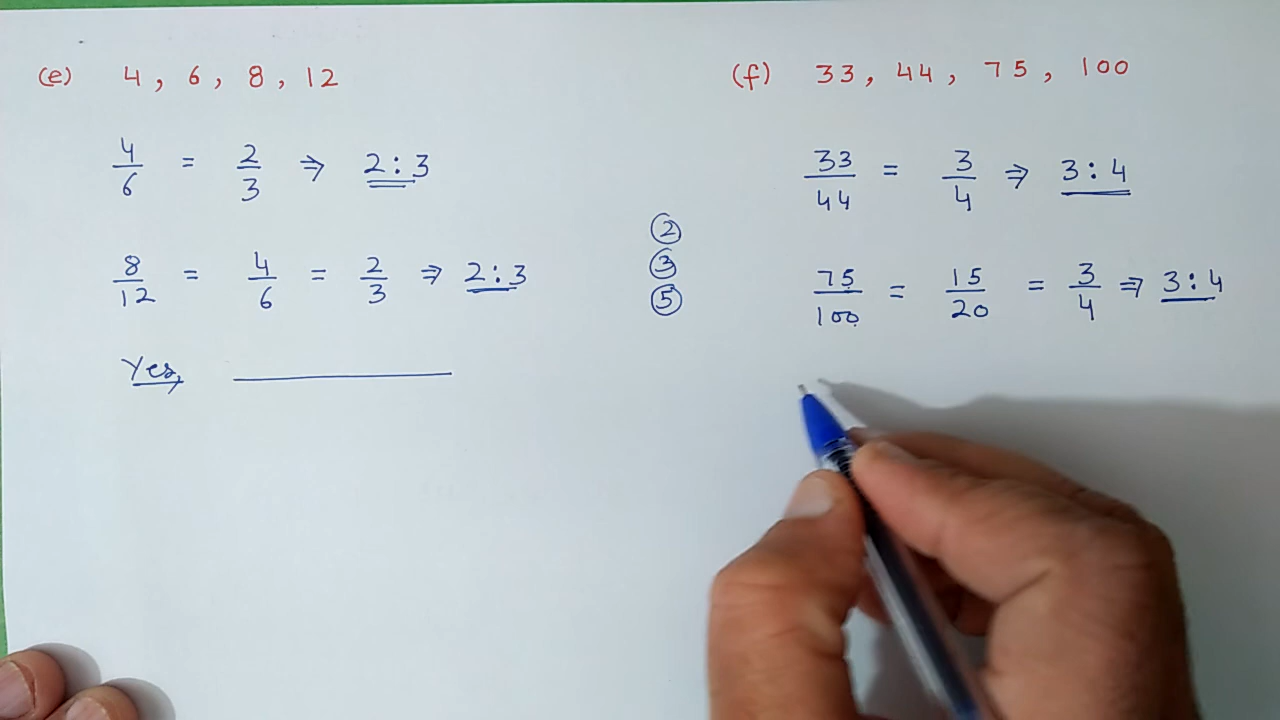 (e) 4, 6, 8, 12
4/6 = 2/3 ⇒ 2:3
8/12 = 4/6 = 2/3 ⇒ 2:3
Yes,
②
③
⑤
(f) 33, 44, 75, 100
33/44 = 3/4 ⇒ 3:4
75/100 = 15/20 = 3/4 ⇒ 3:4